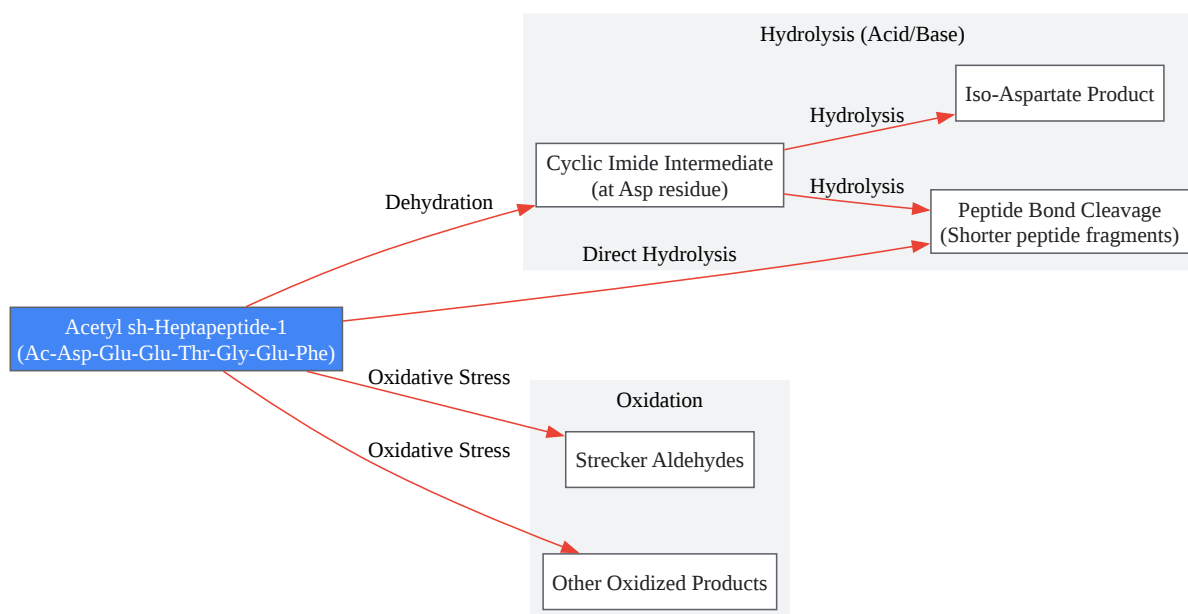 Hydrolysis (Acid/Base)
Iso-Aspartate Product
Hydrolysis
Cyclic Imide Intermediate
(at Asp residue)
Hydrolysis
Dehydration
Peptide Bond Cleavage
(Shorter peptide fragments)
Direct Hydrolysis
Acetyl sh-Heptapeptide-1
(Ac-Asp-Glu-Glu-Thr-Gly-Glu-Phe)
Oxidative Stress
Oxidation
Strecker Aldehydes
Oxidative Stress
Other Oxidized Products